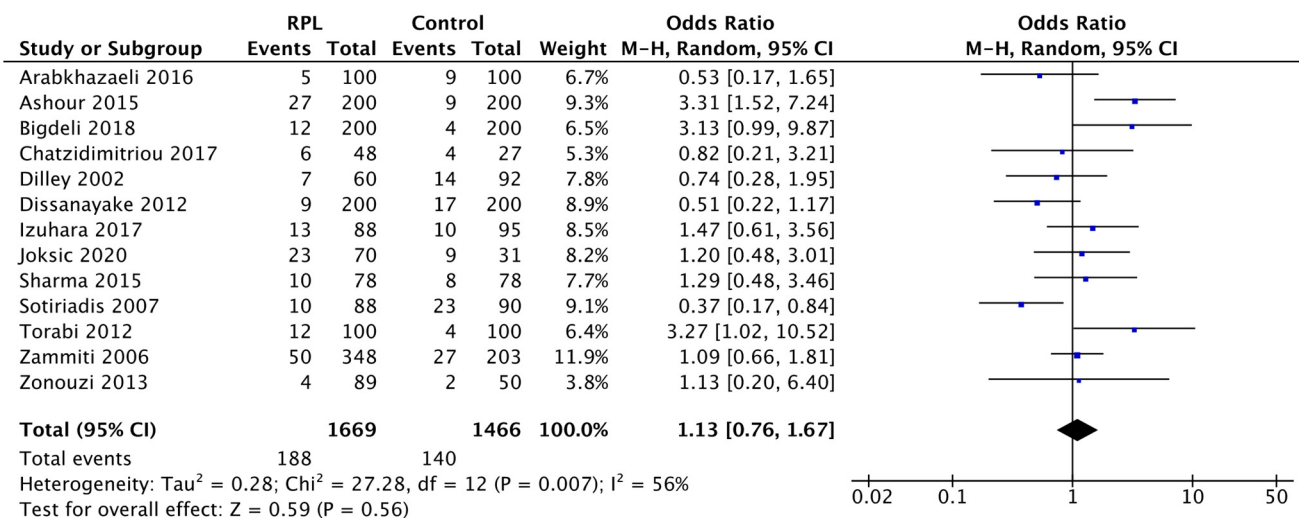 RPL Control Odds Ratio Odds Ratio
Study or Subgroup Events Total Events Total Weight M-H, Random, 95% CI M-H, Random, 95% CI
Arabkhazaeli 2016 5 100 9 100 6.7% 0.53 [0.17, 1.65]
Ashour 2015 27 200 9 200 9.3% 3.31 [1.52, 7.24]
Bigdeli 2018 12 200 4 200 6.5% 3.13 [0.99, 9.87]
Chatzidimitriou 2017 6 48 4 27 5.3% 0.82 [0.21, 3.21]
Dilley 2002 7 60 14 92 7.8% 0.74 [0.28, 1.95]
Dissanayake 2012 9 200 17 200 8.9% 0.51 [0.22, 1.17]
Izuhara 2017 13 88 10 95 8.5% 1.47 [0.61, 3.56]
Joksic 2020 23 70 9 31 8.2% 1.20 [0.48, 3.01]
Sharma 2015 10 78 8 78 7.7% 1.29 [0.48, 3.46]
Sotiriadis 2007 10 88 23 90 9.1% 0.37 [0.17, 0.84]
Torabi 2012 12 100 4 100 6.4% 3.27 [1.02, 10.52]
Zammiti 2006 50 348 27 203 11.9% 1.09 [0.66, 1.81]
Zonouzi 2013 4 89 2 50 3.8% 1.13 [0.20, 6.40]
Total (95% CI) 1669 1466 100.0% 1.13 [0.76, 1.67]
Total events 188 140
Heterogeneity: Tau² = 0.28; Chi² = 27.28, df = 12 (P = 0.007); I² = 56%
Test for overall effect: Z = 0.59 (P = 0.56)
0.02 0.1 1 10 50